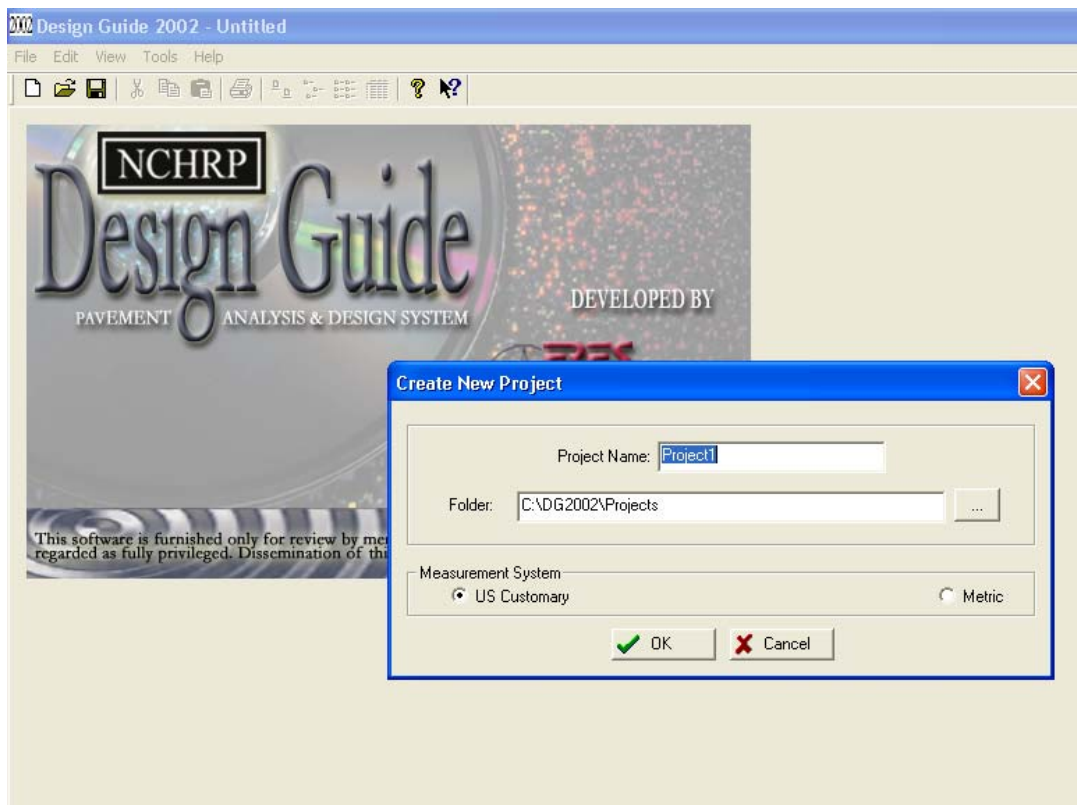 2002 Design Guide 2002 - Untitled
File Edit View Tools Help
NCHRP
Design Guide
PAVEMENT ANALYSIS & DESIGN SYSTEM
DEVELOPED BY
ERES
This software is furnished only for review by
regarded as fully privileged. Dissemination of
Create New Project
Project Name: Project1
Folder: C:\DG2002\Projects ...
Measurement System
US Customary Metric
OK Cancel